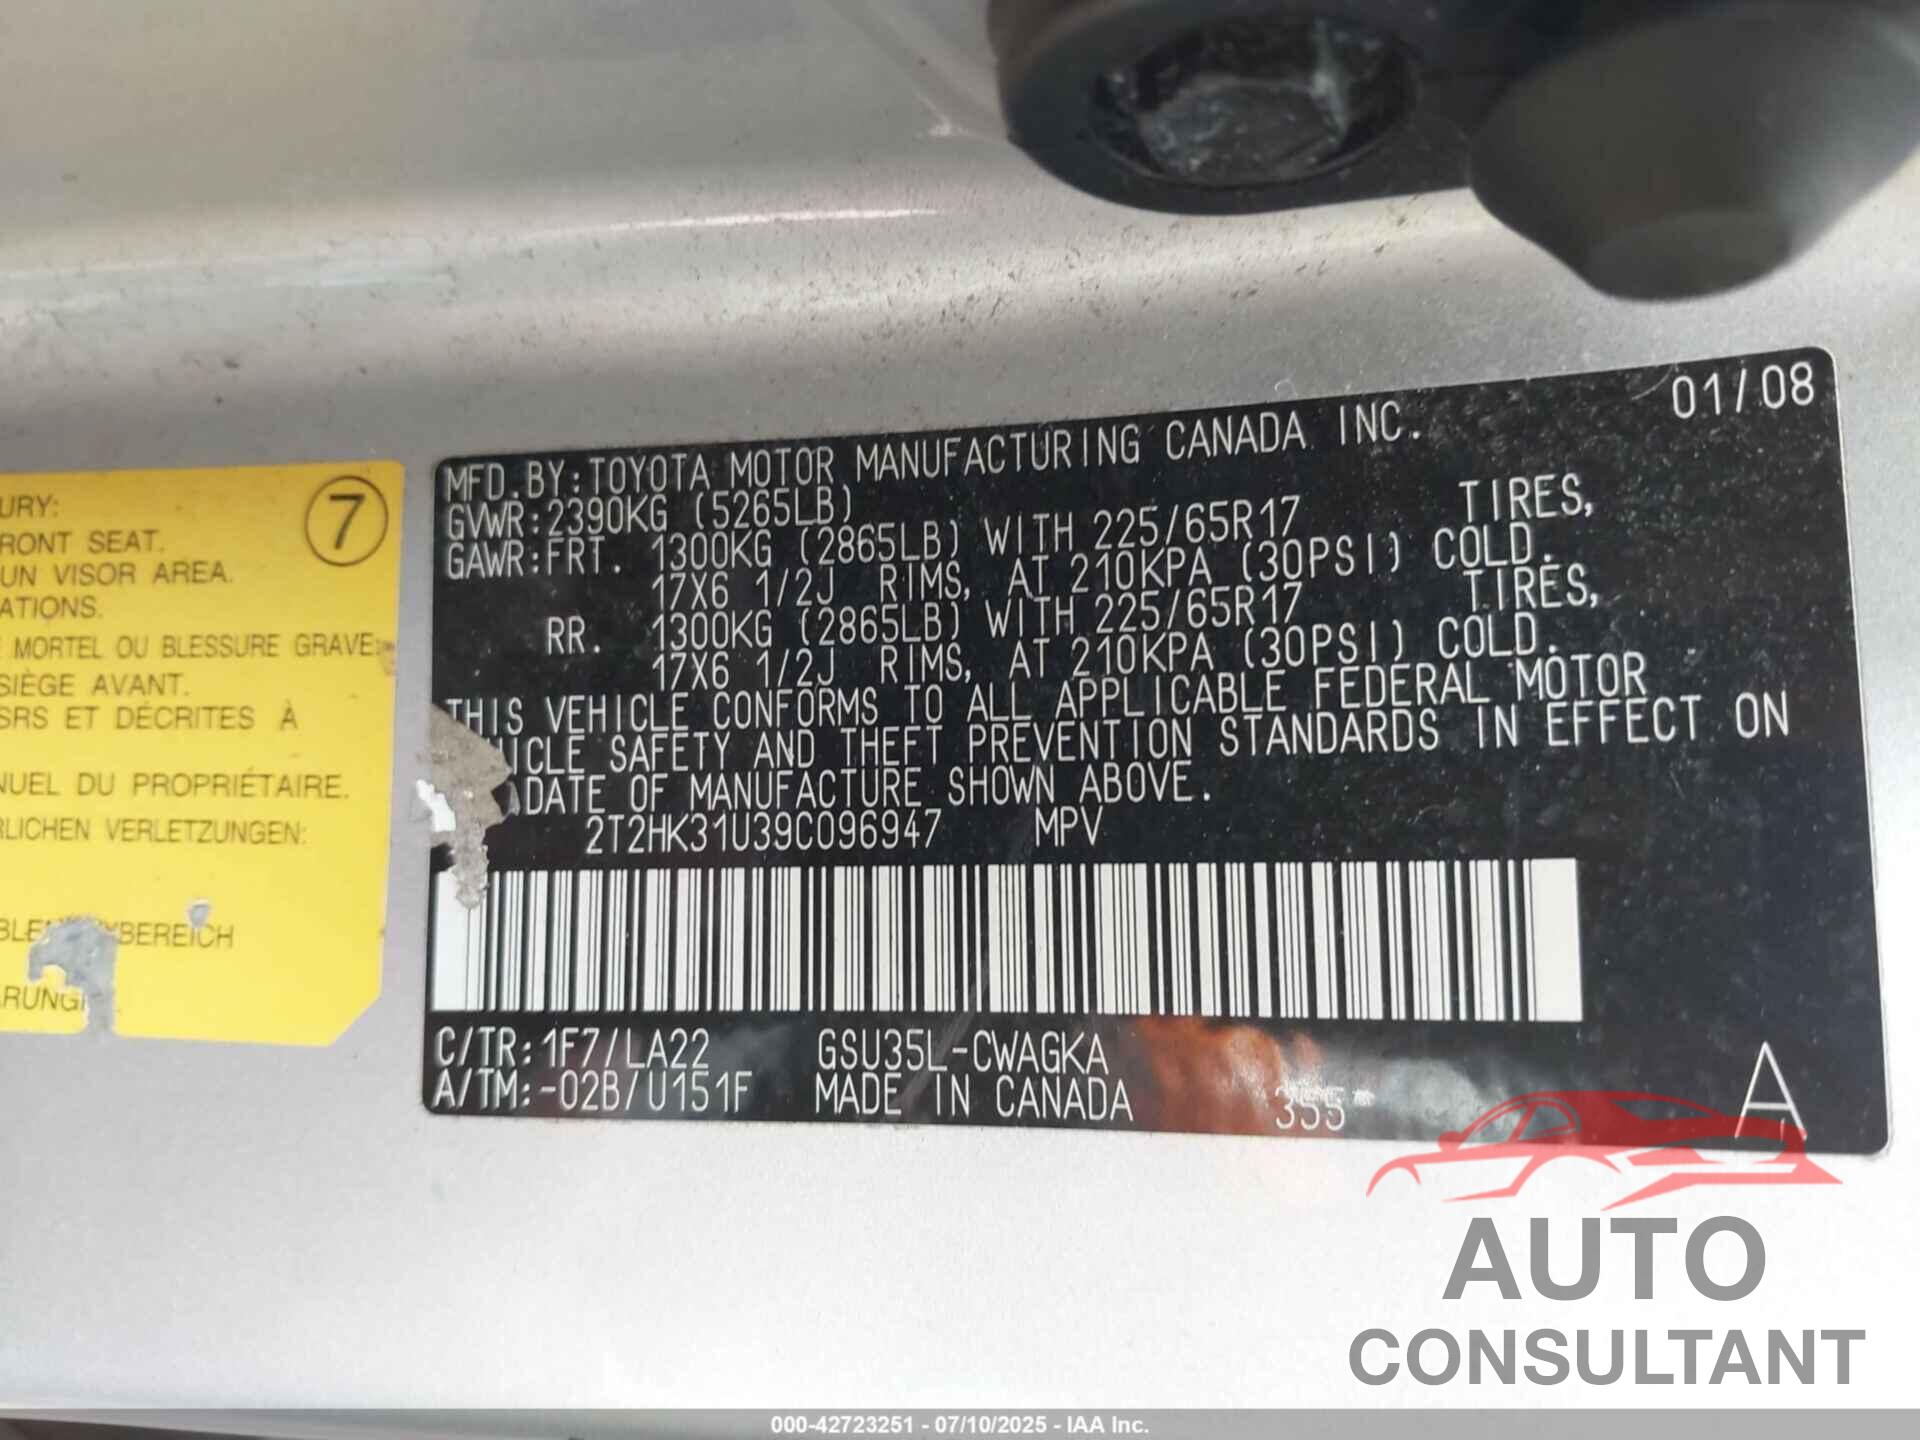 URY:
RONT SEAT.
UN VISOR AREA.
ATIONS.
E MORTEL OU BLESSURE GRAVE:
SIÈGE AVANT.
SRS ET DÉCRITES À
NUEL DU PROPRIÉTAIRE.
RLICHEN VERLETZUNGEN:
BEREICH
7
01/08
MFD.BY:TOYOTA MOTOR MANUFACTURING CANADA INC.
GVWR:2390KG (5265LB)
GAWR:FRT. 1300KG (2865LB) WITH 225/65R17 TIRES,
17X6 1/2J RIMS, AT 210KPA (30PSI) COLD.
RR. 1300KG (2865LB) WITH 225/65R17 TIRES,
17X6 1/2J RIMS, AT 210KPA (30PSI) COLD.
THIS VEHICLE CONFORMS TO ALL APPLICABLE FEDERAL MOTOR
ICLE SAFETY AND THEFT PREVENTION STANDARDS IN EFFECT ON
DATE OF MANUFACTURE SHOWN ABOVE.
2T2HK31U39C096947 MPV
C/TR:1F7/LA22 GSU35L-CWAGKA
A/TM:-02B/U151F MADE IN CANADA 355 A
AUTO
CONSULTANT
000-42723251 - 07/10/2025 - IAA Inc.